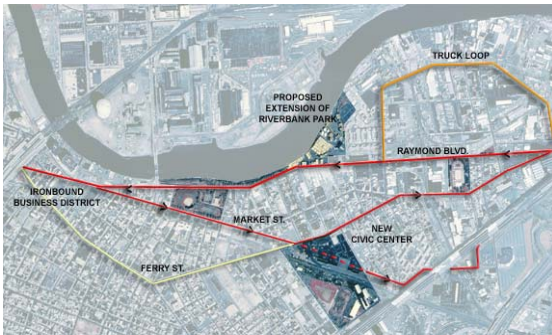 TRUCK LOOP
PROPOSED
EXTENSION OF
RIVERBANK PARK
RAYMOND BLVD.
IRONBOUND
BUSINESS DISTRICT
MARKET ST.
NEW
CIVIC CENTER
FERRY ST.